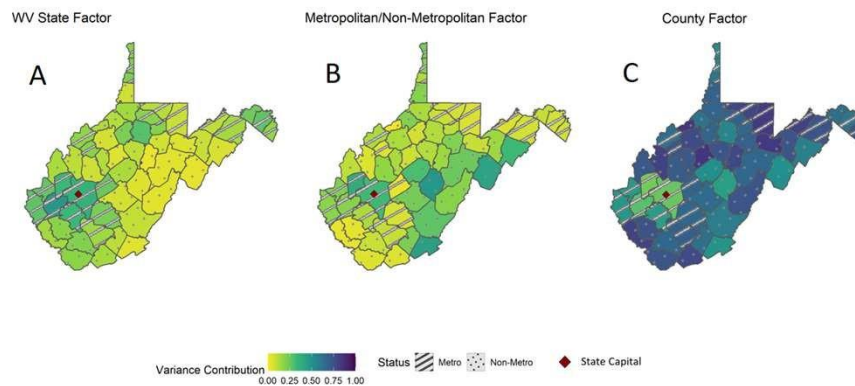 WV State Factor
Metropolitan/Non-Metropolitan Factor
County Factor
A
B
C
Variance Contribution
0.00 0.25 0.50 0.75 1.00
Status
Metro
Non-Metro
State Capital